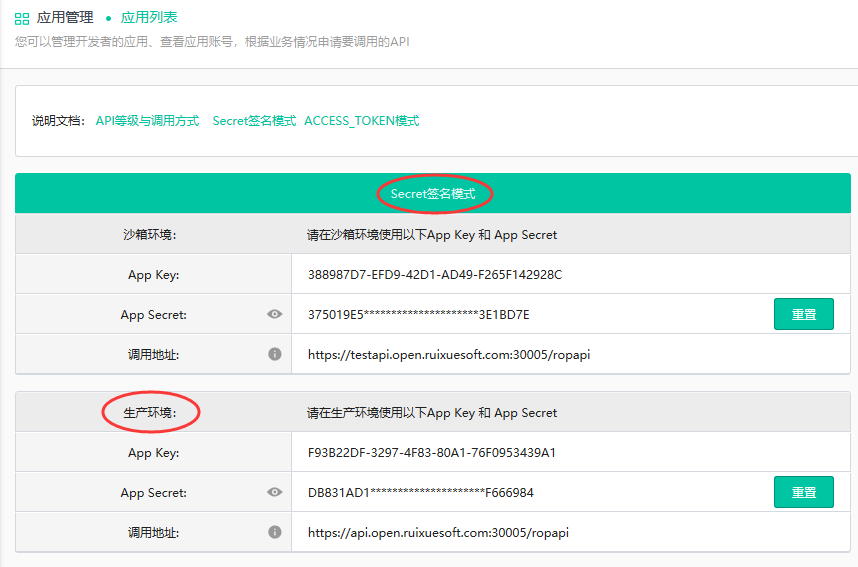 应用管理 • 应用列表
您可以管理开发者的应用、查看应用账号，根据业务情况申请要调用的API
说明文档： API等级与调用方式 Secret签名模式 ACCESS_TOKEN模式
Secret签名模式
沙箱环境： 请在沙箱环境使用以下App Key 和 App Secret
App Key: 388987D7-EFD9-42D1-AD49-F265F142928C
App Secret: 375019E5*********************3E1BD7E 重置
调用地址: https://testapi.open.ruixuesoft.com:30005/ropapi
生产环境： 请在生产环境使用以下App Key 和 App Secret
App Key: F93B22DF-3297-4F83-80A1-76F0953439A1
App Secret: DB831AD1*********************F666984 重置
调用地址: https://api.open.ruixuesoft.com:30005/ropapi